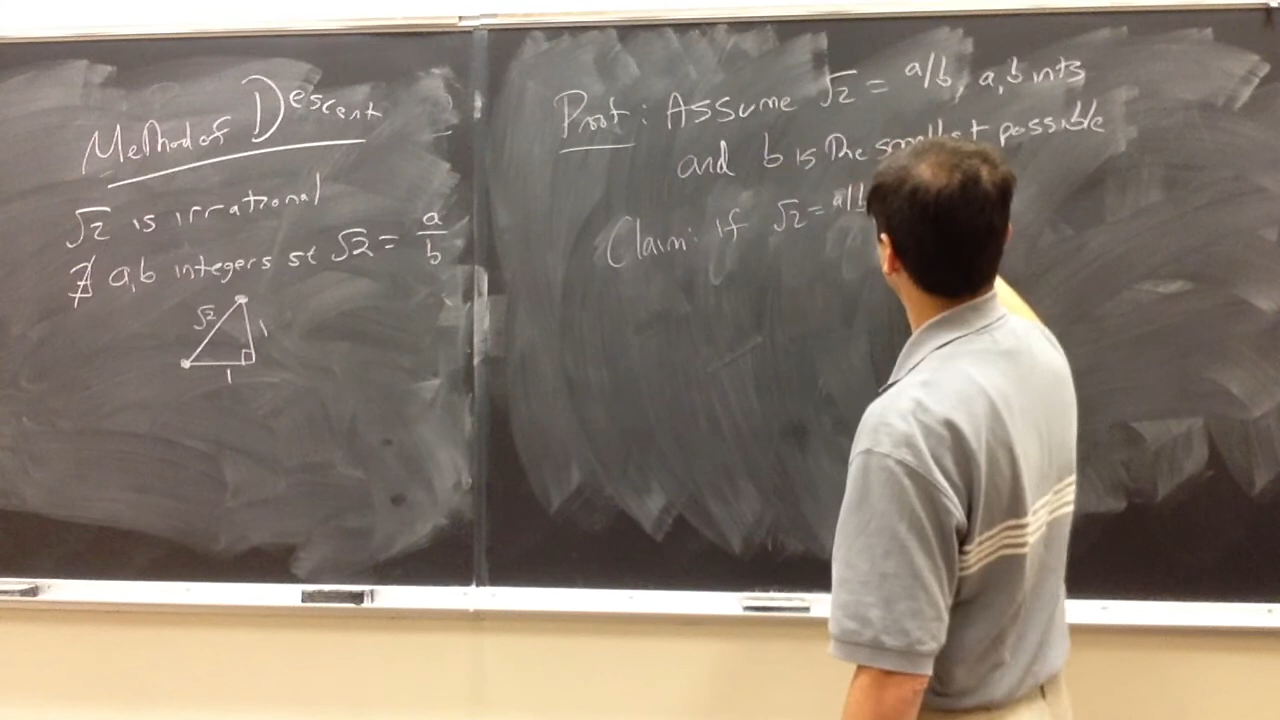 Method of Descent
√2 is irrational
∄ a,b integers st √2 = a/b
√2
1
1
Proof: Assume √2 = a/b, a,b ints
and b is the smallest possible
Claim: if √2 =